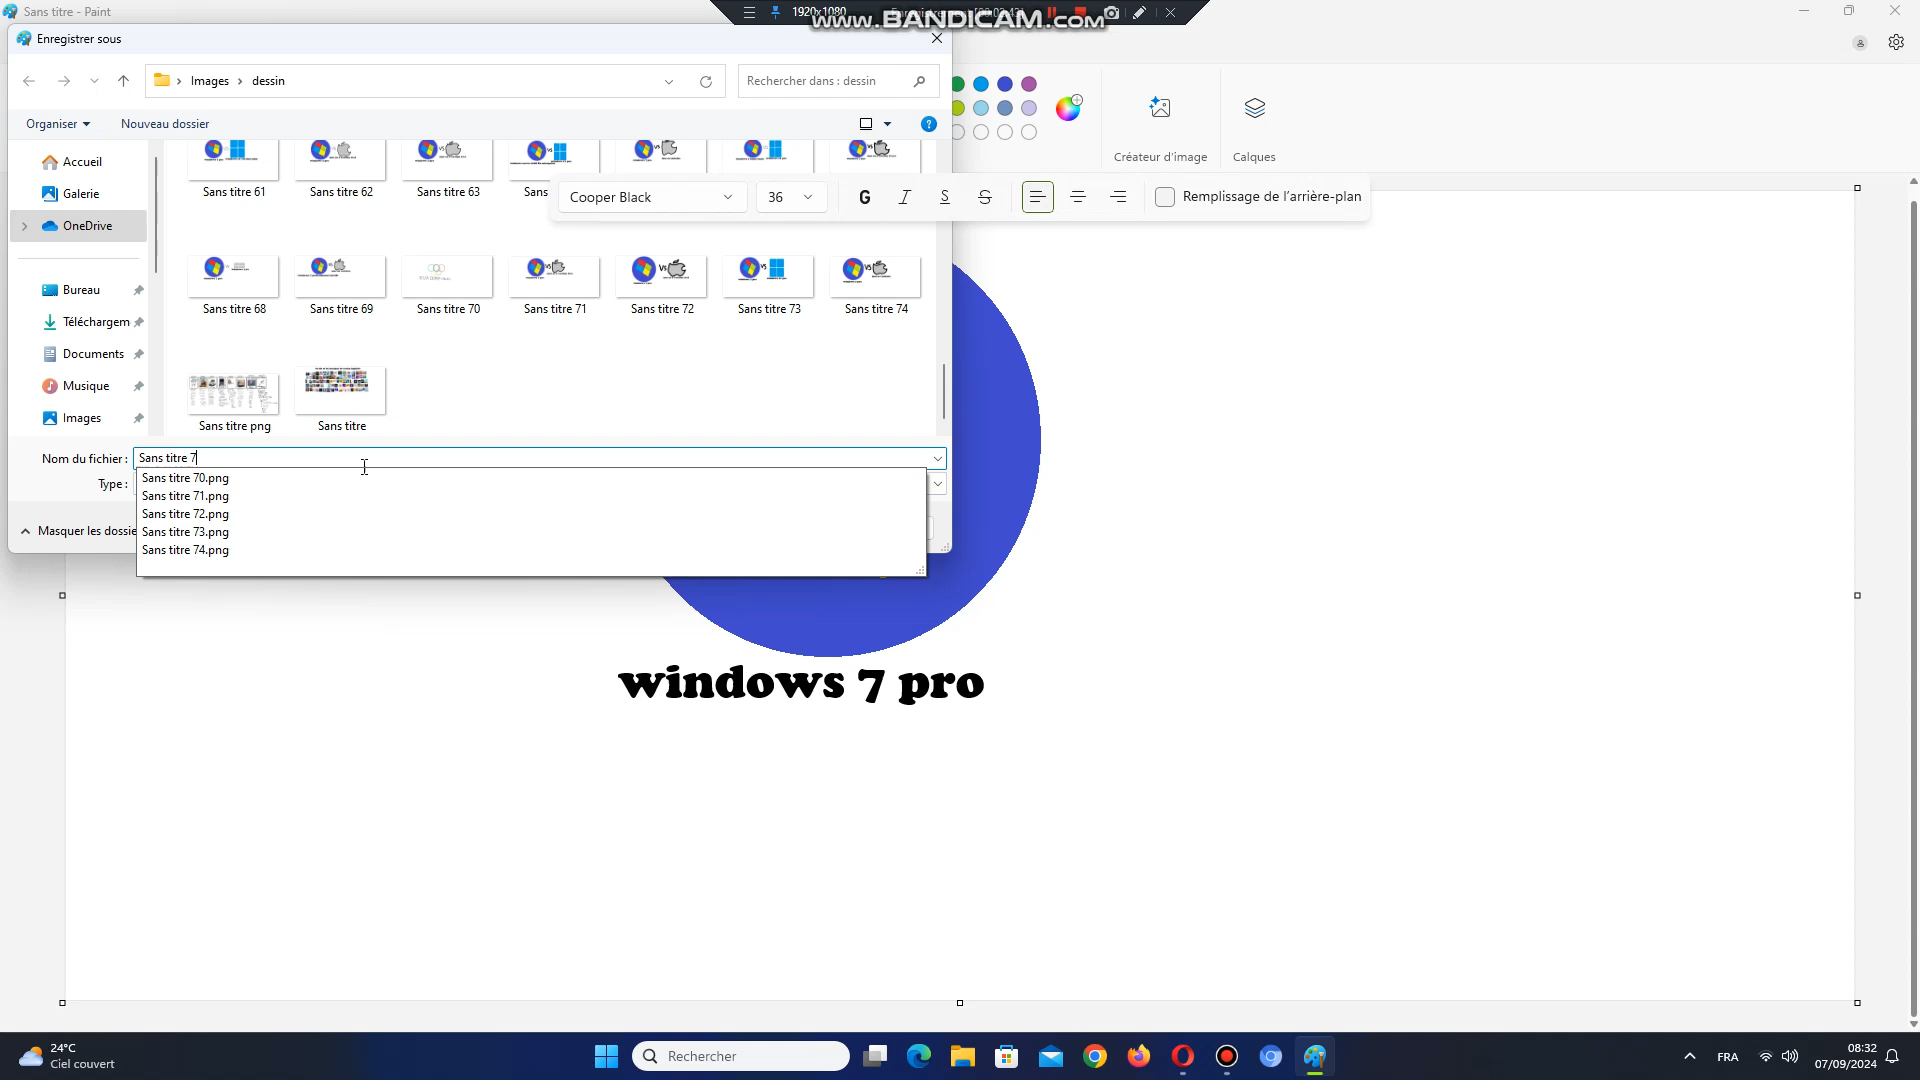 Sans titre - Paint
1920x1080
www.BANDICAM.com
Enregistrer sous
Images > dessin
Rechercher dans : dessin
Organiser
Nouveau dossier
Créateur d'image
Calques
Accueil
Galerie
OneDrive
Bureau
Téléchargem
Documents
Musique
Images
Sans titre 61
Sans titre 62
Sans titre 63
Sans
Cooper Black
36
G
I
S
S
Remplissage de l'arrière-plan
Sans titre 68
Sans titre 69
Sans titre 70
Sans titre 71
Sans titre 72
Sans titre 73
Sans titre 74
Sans titre png
Sans titre
Nom du fichier :
Sans titre 7
Type :
Sans titre 70.png
Sans titre 71.png
Sans titre 72.png
Sans titre 73.png
Sans titre 74.png
Masquer les dossie
windows 7 pro
24°C
Ciel couvert
Rechercher
FRA
08:32
07/09/2024